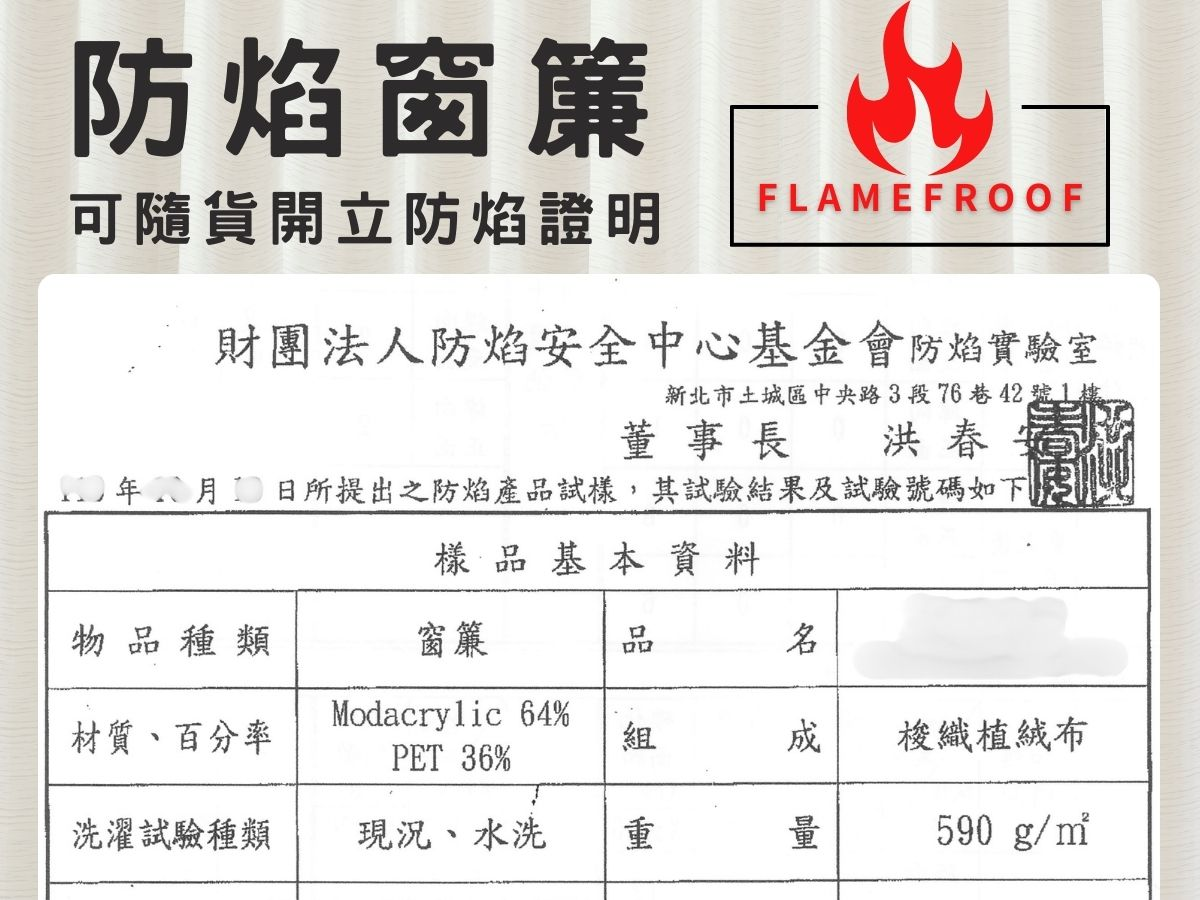 防焰窗簾
可隨貨開立防焰證明
FLAMEFROOF
財團法人防焰安全中心基金會防焰實驗室
新北市土城區中央路3段76巷42號1樓
董事長 洪春安
年 月 日所提出之防焰產品試樣，其試驗結果及試驗號碼如下
樣品基本資料
物品種類 窗簾 品名
材質、百分率 Modacrylic 64% PET 36% 組成 梭織植絨布
洗濯試驗種類 現況、水洗 重量 590 g/㎡